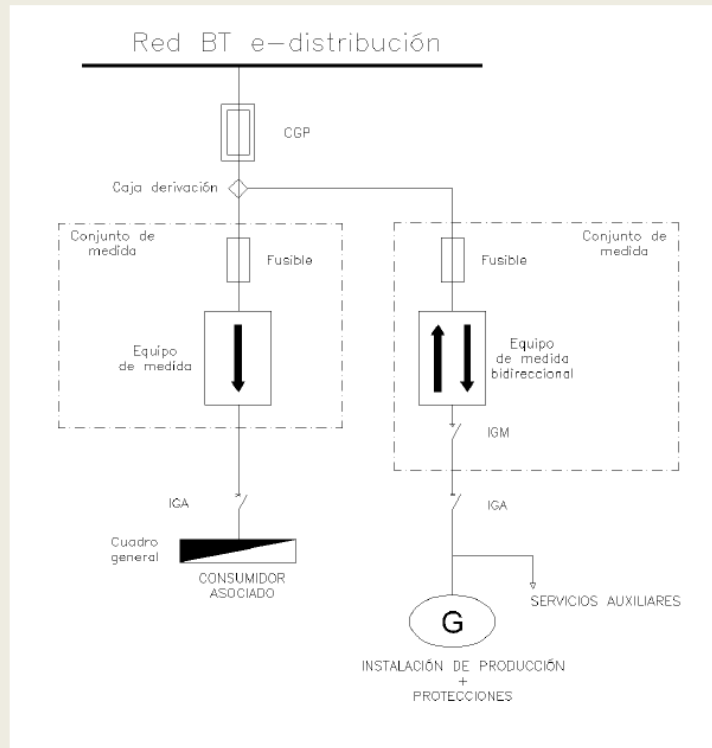 Red BT e-distribución
CGP
Caja derivación
Conjunto de
medida
Fusible
Equipo
de medida
Conjunto de
medida
Fusible
Equipo
de medida
bidireccional
IGM
IGA
Cuadro
general
CONSUMIDOR
ASOCIADO
IGA
SERVICIOS AUXILIARES
G
INSTALACIÓN DE PRODUCCIÓN
+
PROTECCIONES